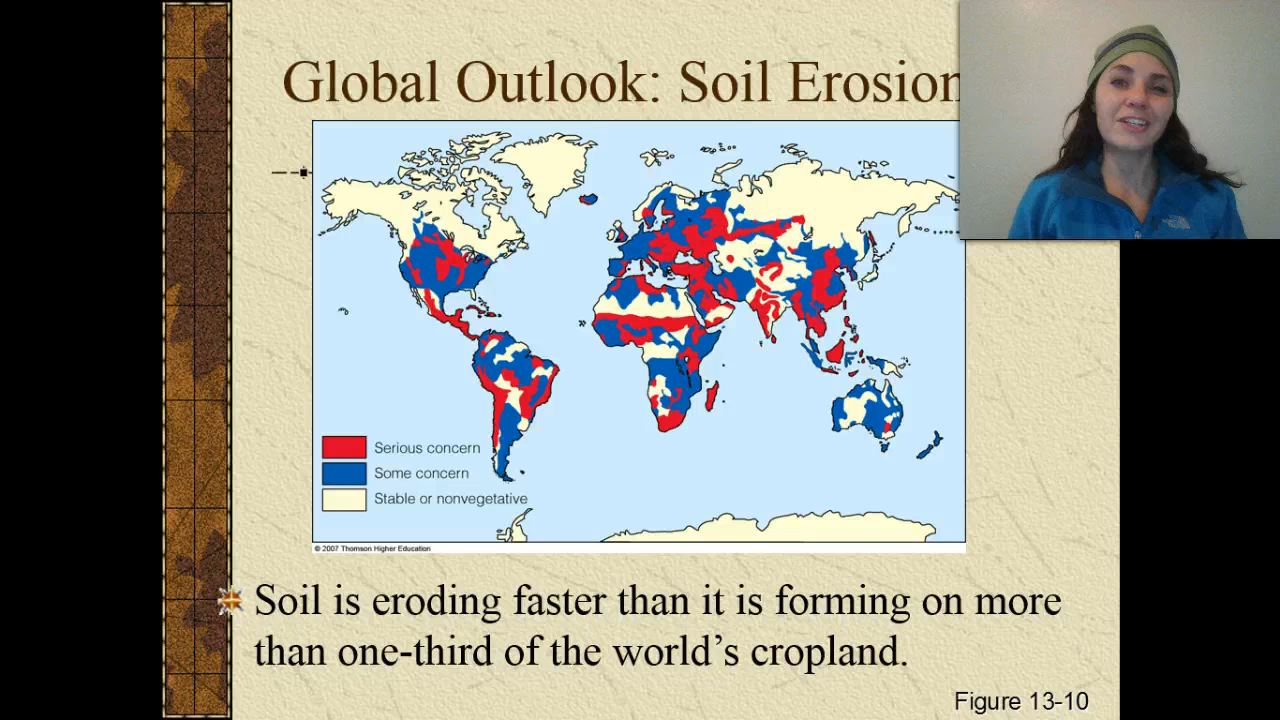 Global Outlook: Soil Erosion
Serious concern
Some concern
Stable or nonvegetative
© 2007 Thomson Higher Education
Soil is eroding faster than it is forming on more
than one-third of the world’s cropland.
Figure 13-10